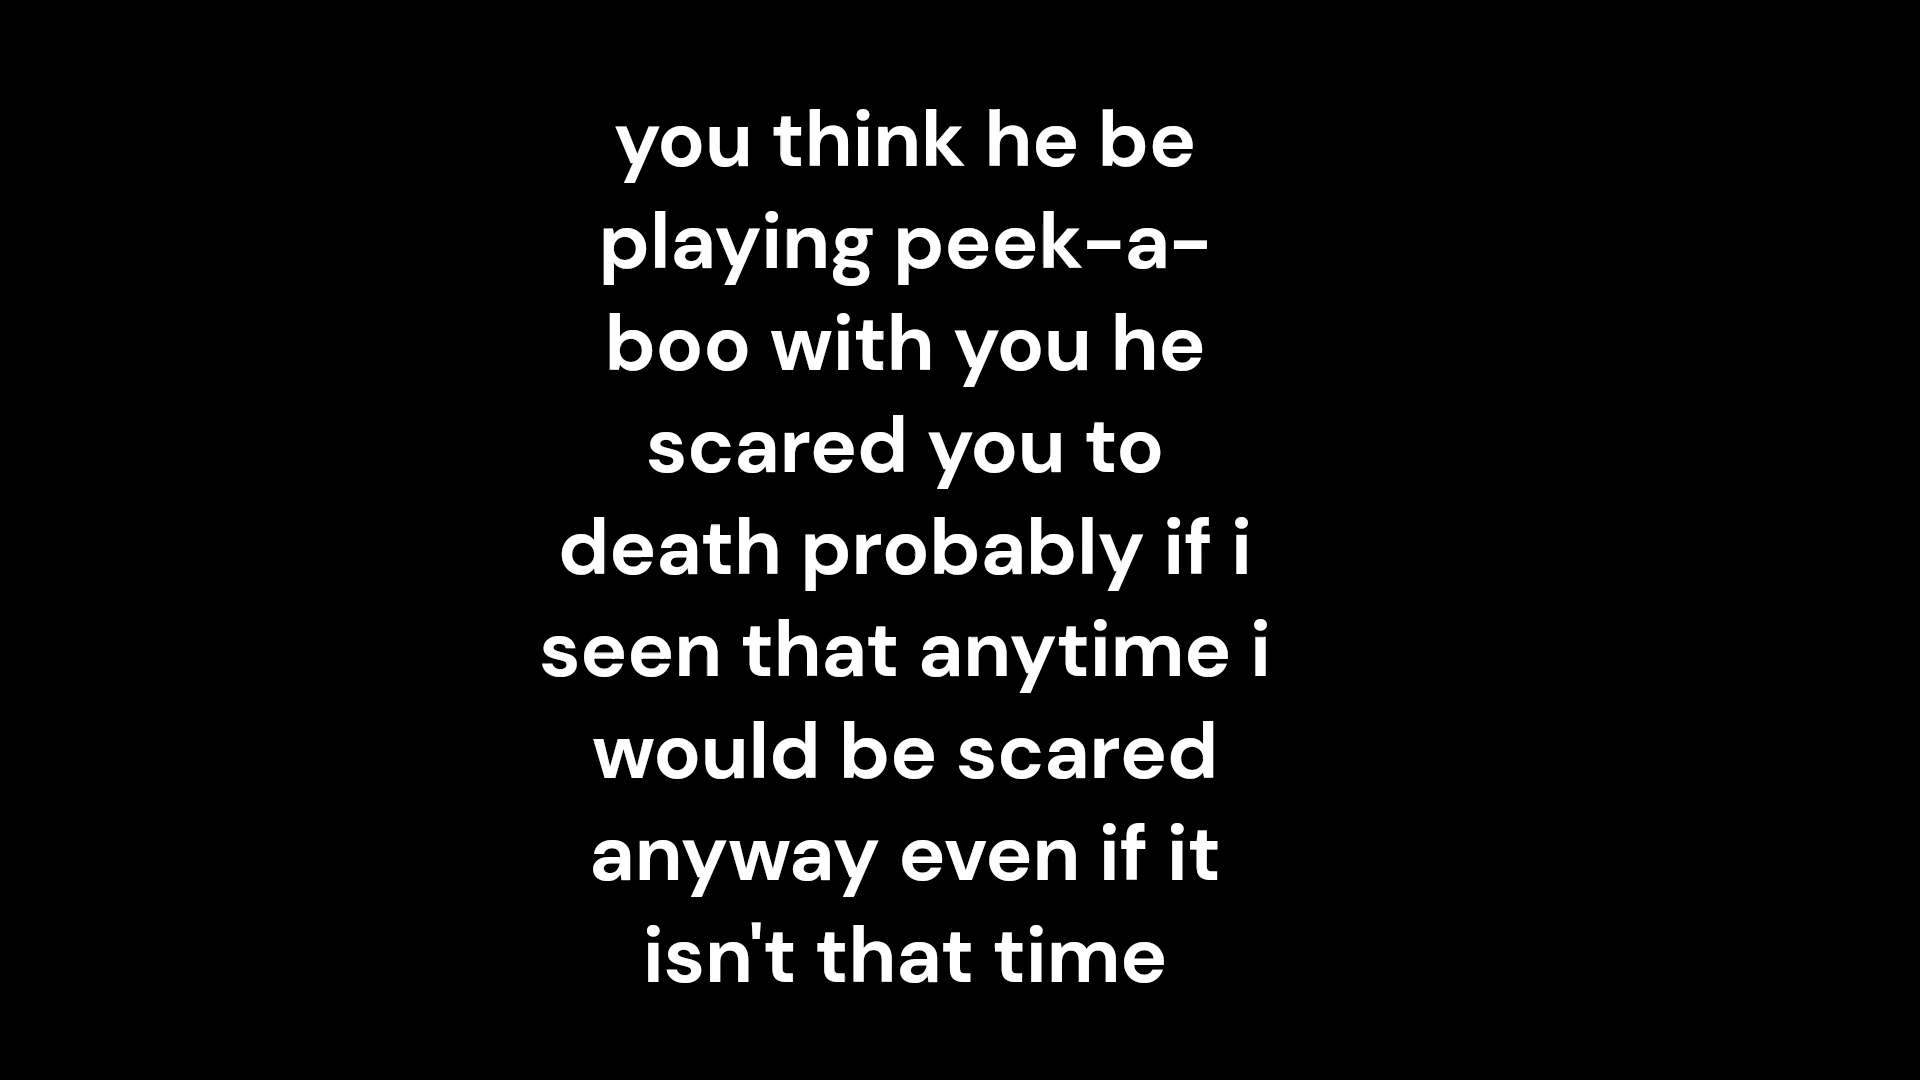 you think he be
playing peek-a-
boo with you he
scared you to
death probably if i
seen that anytime i
would be scared
anyway even if it
isn't that time